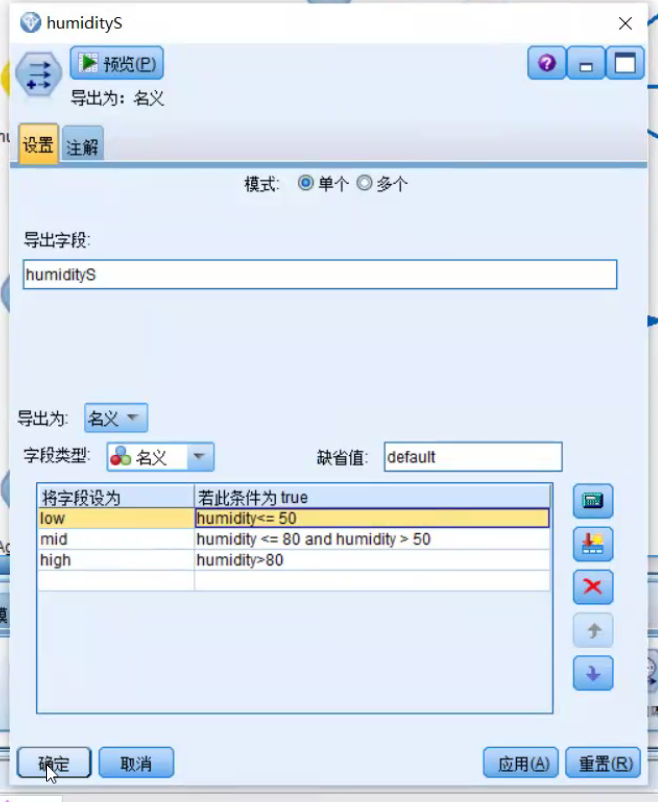 humidityS
预览(P)
导出为: 名义
设置 注解
模式: 单个 多个
导出字段:
humidityS
导出为: 名义
字段类型: 名义 缺省值: default
将字段设为 若此条件为 true
low humidity<= 50
mid humidity <= 80 and humidity > 50
high humidity>80
确定 取消 应用(A) 重置(R)